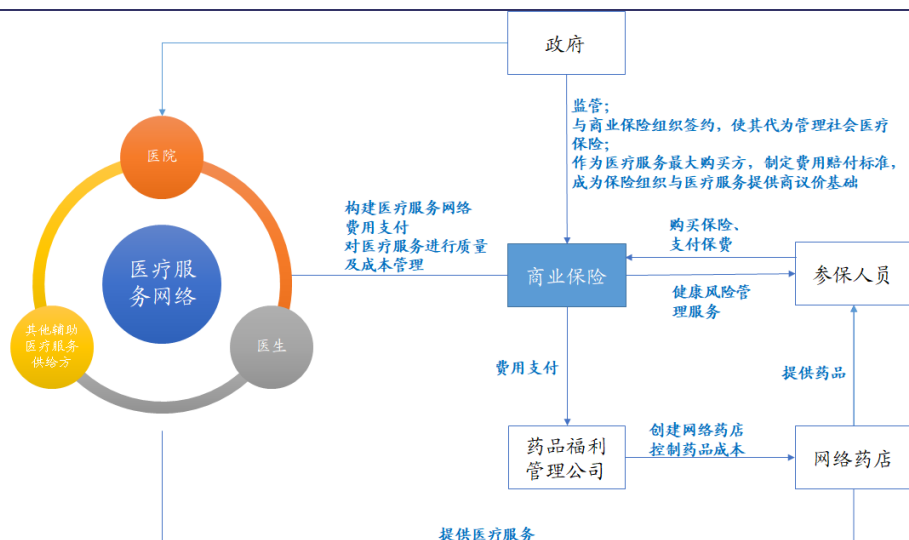 政府
监管;
与商业保险组织签约，使其代为管理社会医疗
保险;
作为医疗服务最大购买方，制定费用赔付标准，
成为保险组织与医疗服务提供商议价基础
医院
医疗服
务网络
其他辅助
医疗服务
供给方
医生
构建医疗服务网络
费用支付
对医疗服务进行质量
及成本管理
商业保险
购买保险、
支付保费
健康风险管
理服务
参保人员
费用支付
提供药品
药品福利
管理公司
创建网络药店
控制药品成本
网络药店
提供医疗服务